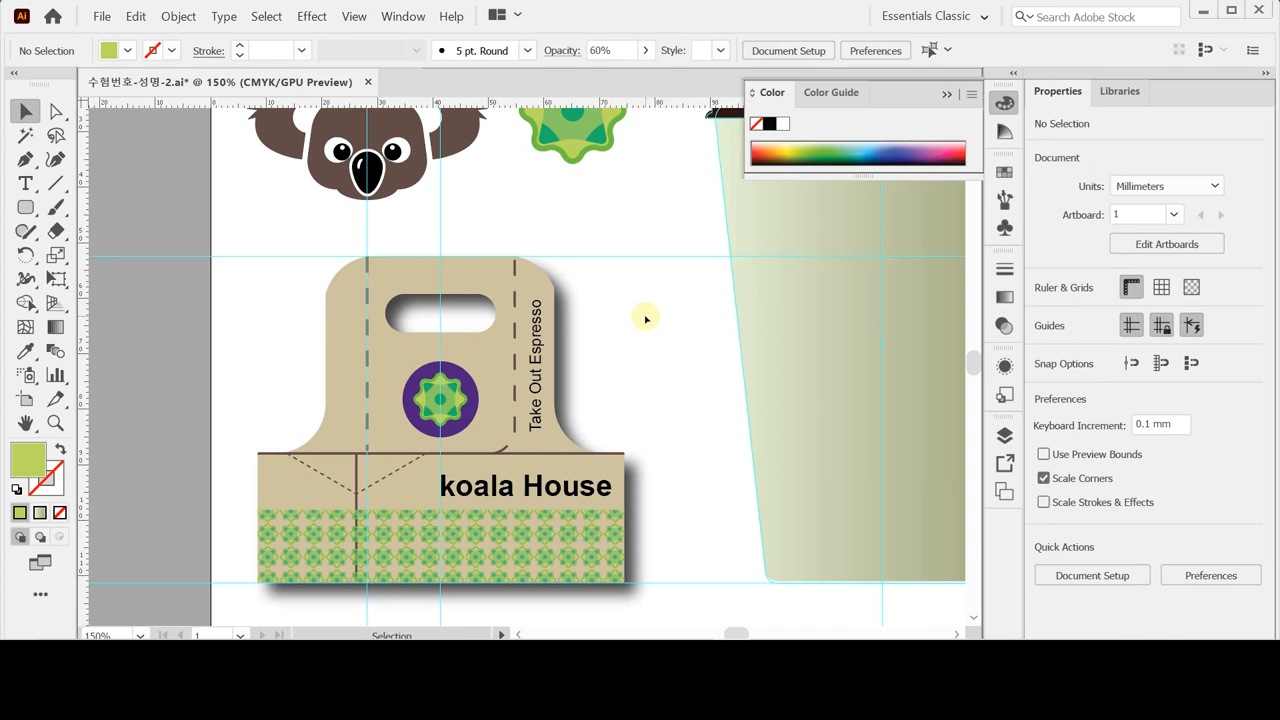 Ai File Edit Object Type Select Effect View Window Help Essentials Classic Search Adobe Stock
No Selection Stroke: 5 pt. Round Opacity: 60% Style: Document Setup Preferences
수험번호-성명-2.ai* @ 150% (CMYK/GPU Preview)
Color Color Guide
Properties Libraries
No Selection
Document
Units: Millimeters
Artboard: 1
Edit Artboards
Ruler & Grids
Guides
Snap Options
Preferences
Keyboard Increment: 0.1 mm
Use Preview Bounds
Scale Corners
Scale Strokes & Effects
Quick Actions
Document Setup Preferences
Take Out Espresso
koala House
150% 1 Selection